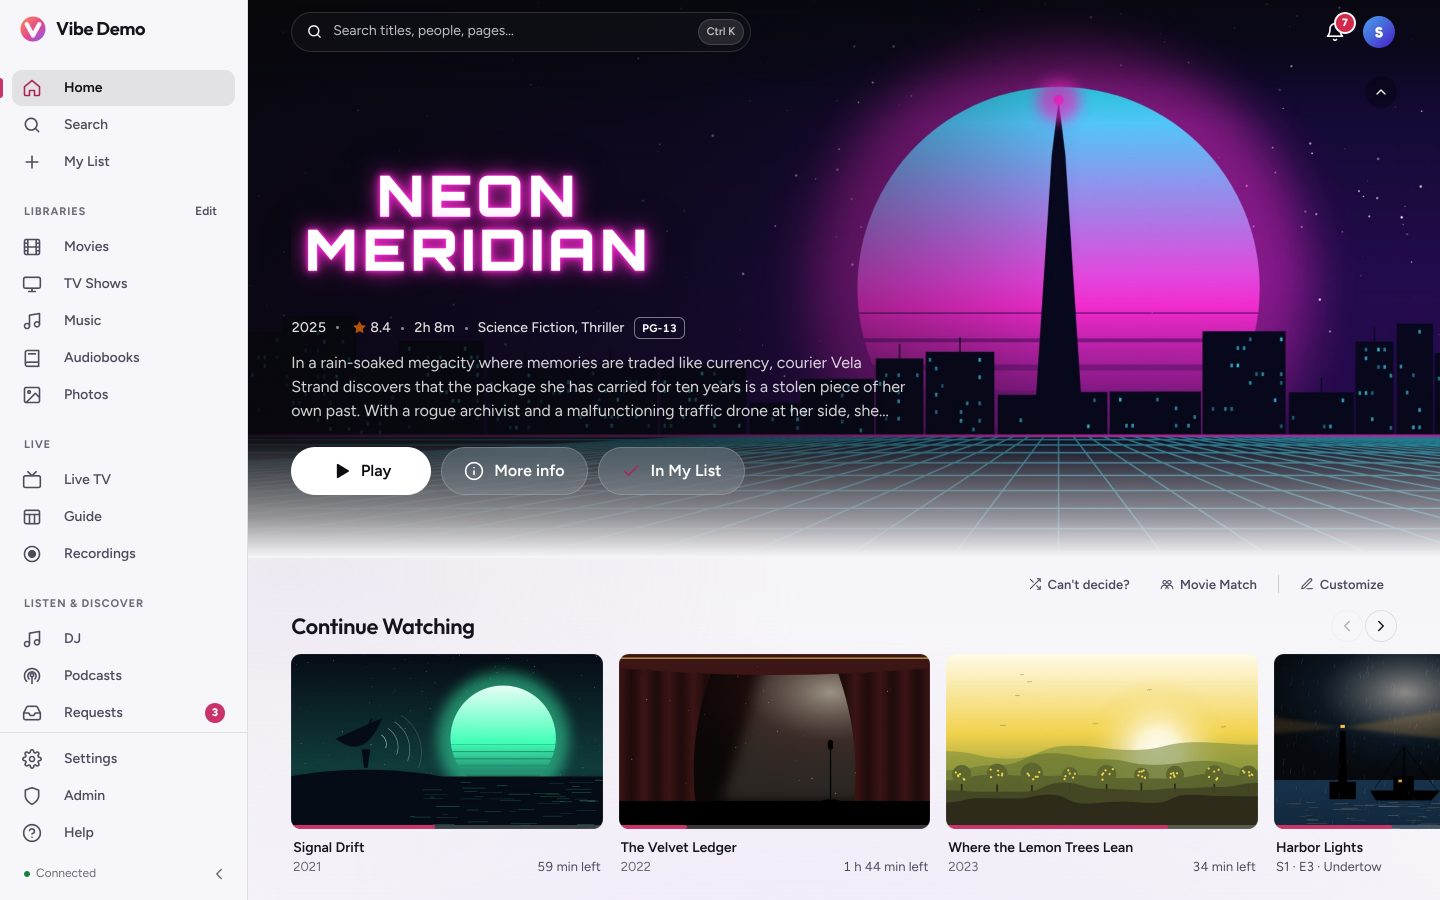 Vibe Demo
Search titles, people, pages...
Ctrl K
7
S
Home
Search
My List
LIBRARIES
Edit
Movies
TV Shows
Music
Audiobooks
Photos
LIVE
Live TV
Guide
Recordings
LISTEN & DISCOVER
DJ
Podcasts
Requests
3
Settings
Admin
Help
Connected
NEON
MERIDIAN
2025 • 8.4 • 2h 8m • Science Fiction, Thriller PG-13
In a rain-soaked megacity where memories are traded like currency, courier Vela
Strand discovers that the package she has carried for ten years is a stolen piece of her
own past. With a rogue archivist and a malfunctioning traffic drone at her side, she...
Play
More info
In My List
Can't decide?
Movie Match
Customize
Continue Watching
Signal Drift
2021
59 min left
The Velvet Ledger
2022
1 h 44 min left
Where the Lemon Trees Lean
2023
34 min left
Harbor Lights
S1 · E3 · Undertow